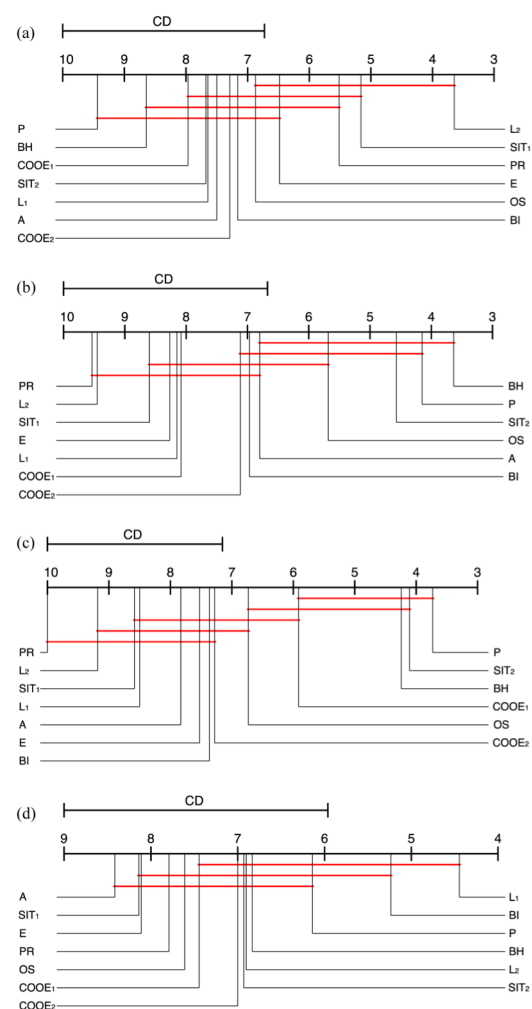 (a)
CD
10 9 8 7 6 5 4 3
P L2
BH SIT1
COOE1 PR
SIT2 E
L1 OS
A BI
COOE2
(b)
CD
10 9 8 7 6 5 4 3
PR BH
L2 P
SIT1 SIT2
E OS
L1 A
COOE1 BI
COOE2
(c)
CD
10 9 8 7 6 5 4 3
PR P
L2 SIT2
SIT1 BH
L1 COOE1
A OS
E COOE2
BI
(d)
CD
9 8 7 6 5 4
A L1
SIT1 BI
E P
PR BH
OS L2
COOE1 SIT2
COOE2